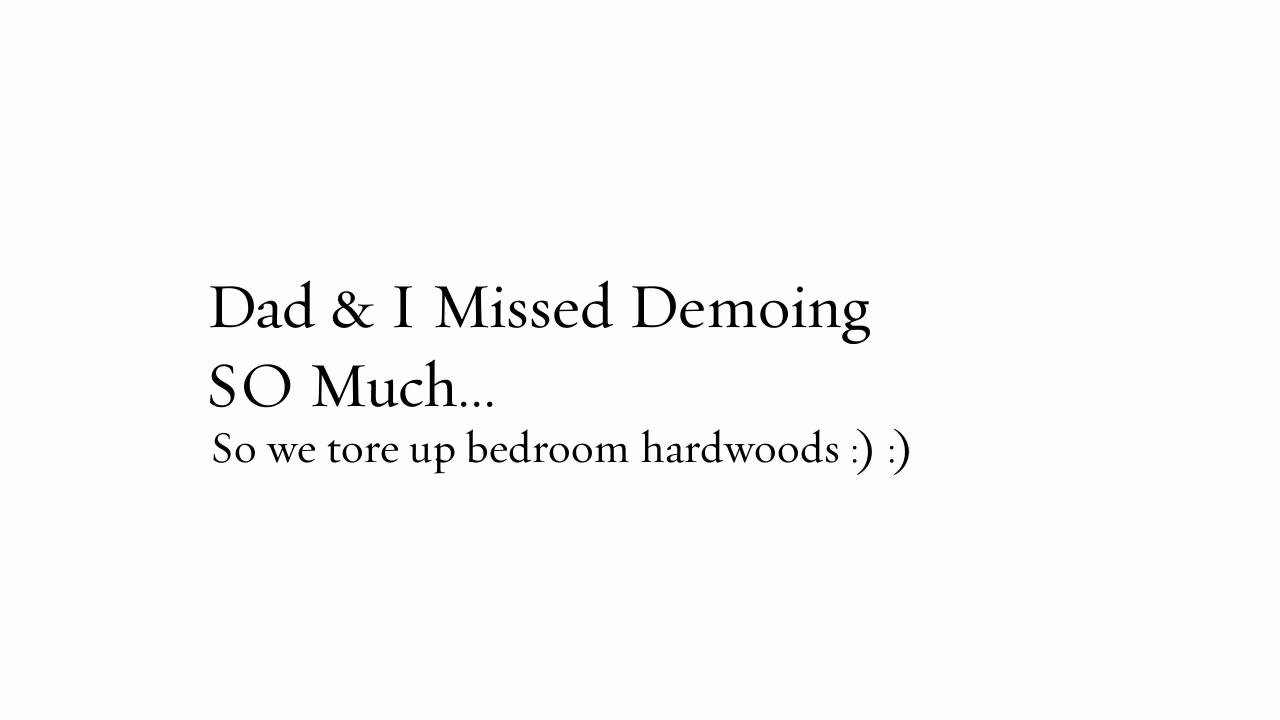 Dad & I Missed Demoing
SO Much...
So we tore up bedroom hardwoods :) :)